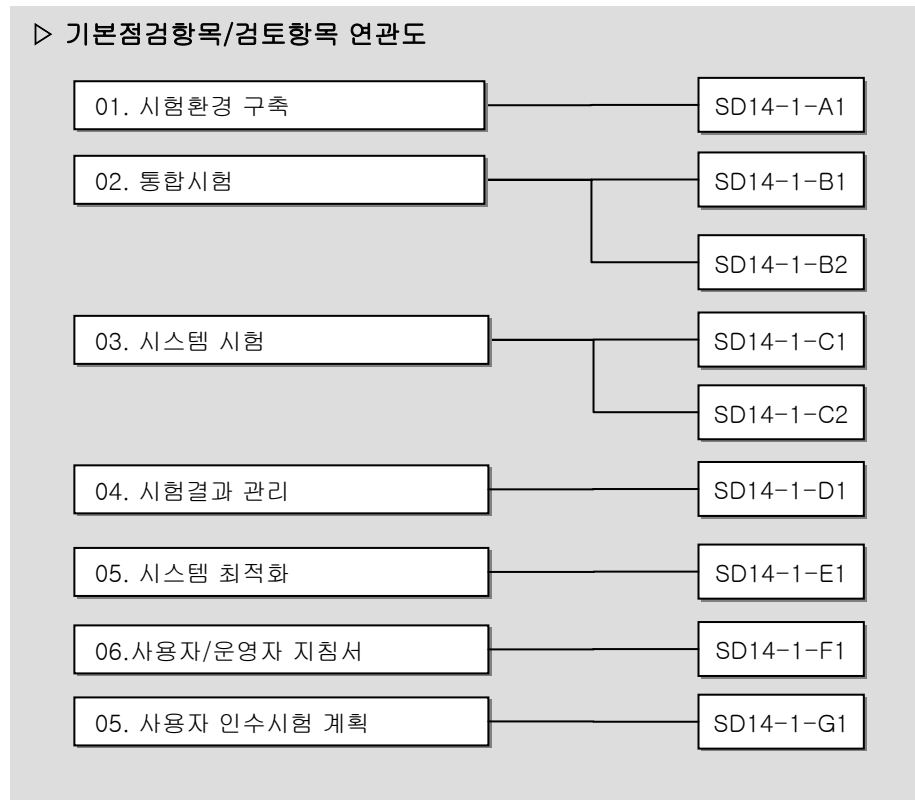 ▷ 기본점검항목/검토항목 연관도
01. 시험환경 구축
SD14-1-A1
02. 통합시험
SD14-1-B1
SD14-1-B2
03. 시스템 시험
SD14-1-C1
SD14-1-C2
04. 시험결과 관리
SD14-1-D1
05. 시스템 최적화
SD14-1-E1
06.사용자/운영자 지침서
SD14-1-F1
05. 사용자 인수시험 계획
SD14-1-G1